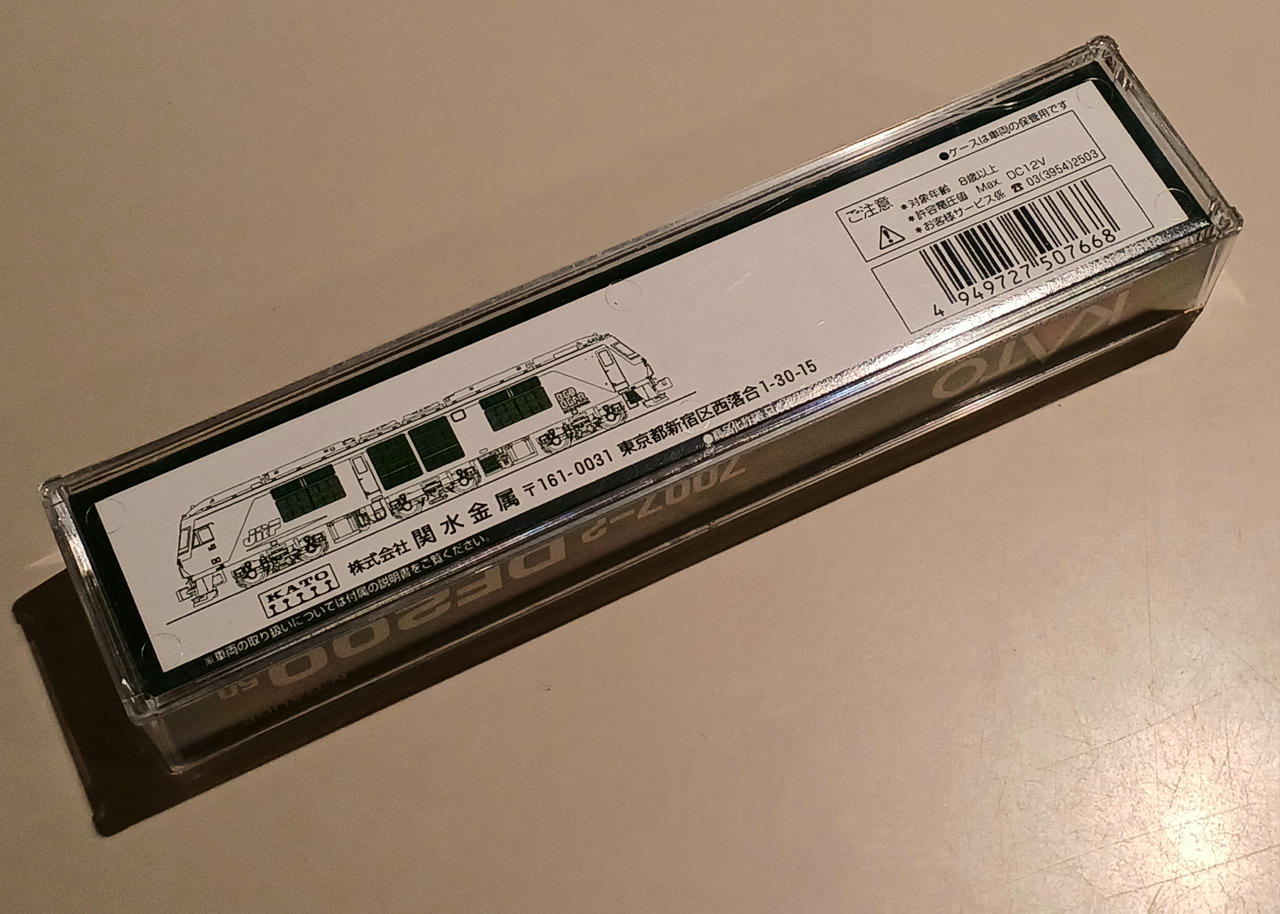 ●ケースは車両の保管用です
ご注意
＊対象年齢 8歳以上
＊許容電圧値 Max DC12V
＊お客様サービス係 ☎ 03(3954)2503
4 949727 507668
JRF
KATO
株式会社 関水金属 〒161-0031 東京都新宿区西落合1-30-15
※車両の取り扱いについては付属の説明書をご覧ください。
KATO
7007-2 DF200